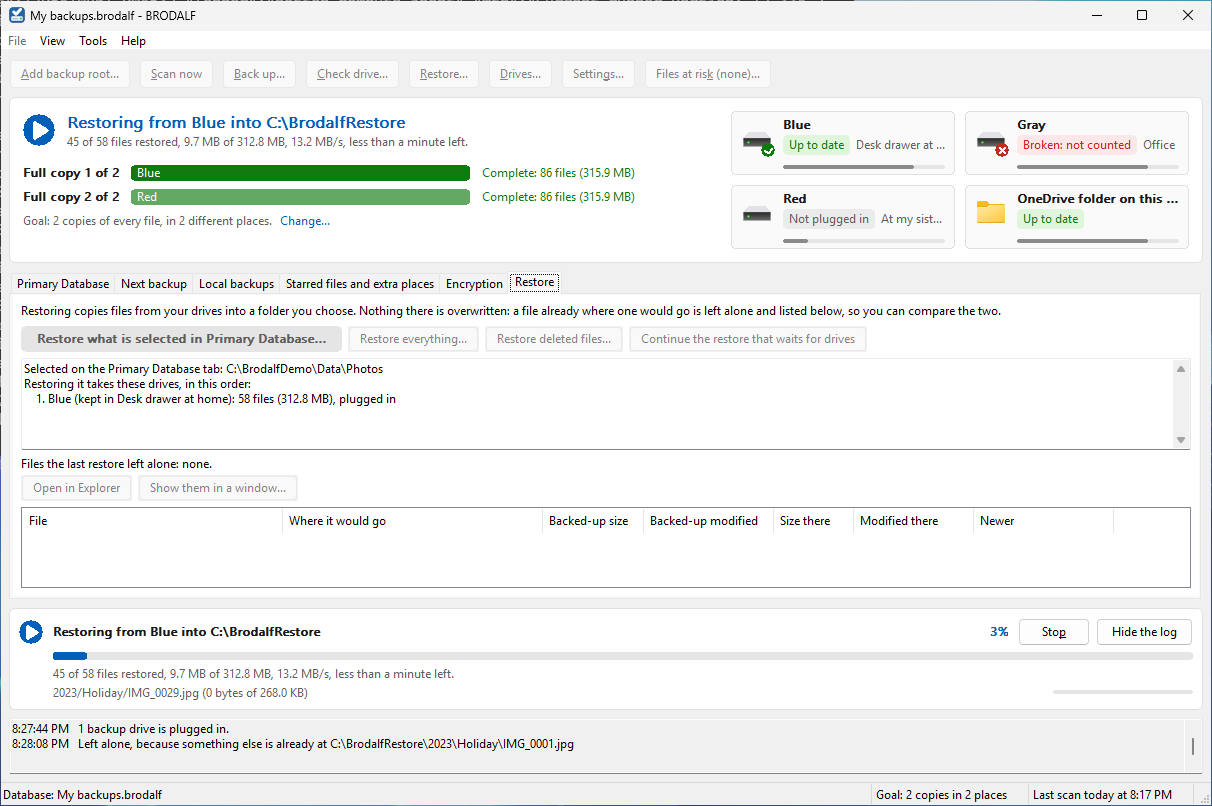 My backups.brodalf - BRODALF
File View Tools Help
Add backup root... Scan now Back up... Check drive... Restore... Drives... Settings... Files at risk (none)...
Restoring from Blue into C:\BrodalfRestore
45 of 58 files restored, 9.7 MB of 312.8 MB, 13.2 MB/s, less than a minute left.
Full copy 1 of 2 Blue Complete: 86 files (315.9 MB)
Full copy 2 of 2 Red Complete: 86 files (315.9 MB)
Goal: 2 copies of every file, in 2 different places. Change...
Blue
Up to date Desk drawer at ...
Gray
Broken: not counted Office
Red
Not plugged in At my sist...
OneDrive folder on this ...
Up to date
Primary Database Next backup Local backups Starred files and extra places Encryption Restore
Restoring copies files from your drives into a folder you choose. Nothing there is overwritten: a file already where one would go is left alone and listed below, so you can compare the two.
Restore what is selected in Primary Database... Restore everything... Restore deleted files... Continue the restore that waits for drives
Selected on the Primary Database tab: C:\BrodalfDemo\Data\Photos
Restoring it takes these drives, in this order:
1. Blue (kept in Desk drawer at home): 58 files (312.8 MB), plugged in
Files the last restore left alone: none.
Open in Explorer Show them in a window...
File Where it would go Backed-up size Backed-up modified Size there Modified there Newer
Restoring from Blue into C:\BrodalfRestore 3% Stop Hide the log
45 of 58 files restored, 9.7 MB of 312.8 MB, 13.2 MB/s, less than a minute left.
2023/Holiday/IMG_0029.jpg (0 bytes of 268.0 KB)
8:27:44 PM 1 backup drive is plugged in.
8:28:08 PM Left alone, because something else is already at C:\BrodalfRestore\2023\Holiday\IMG_0001.jpg
Database: My backups.brodalf Goal: 2 copies in 2 places Last scan today at 8:17 PM